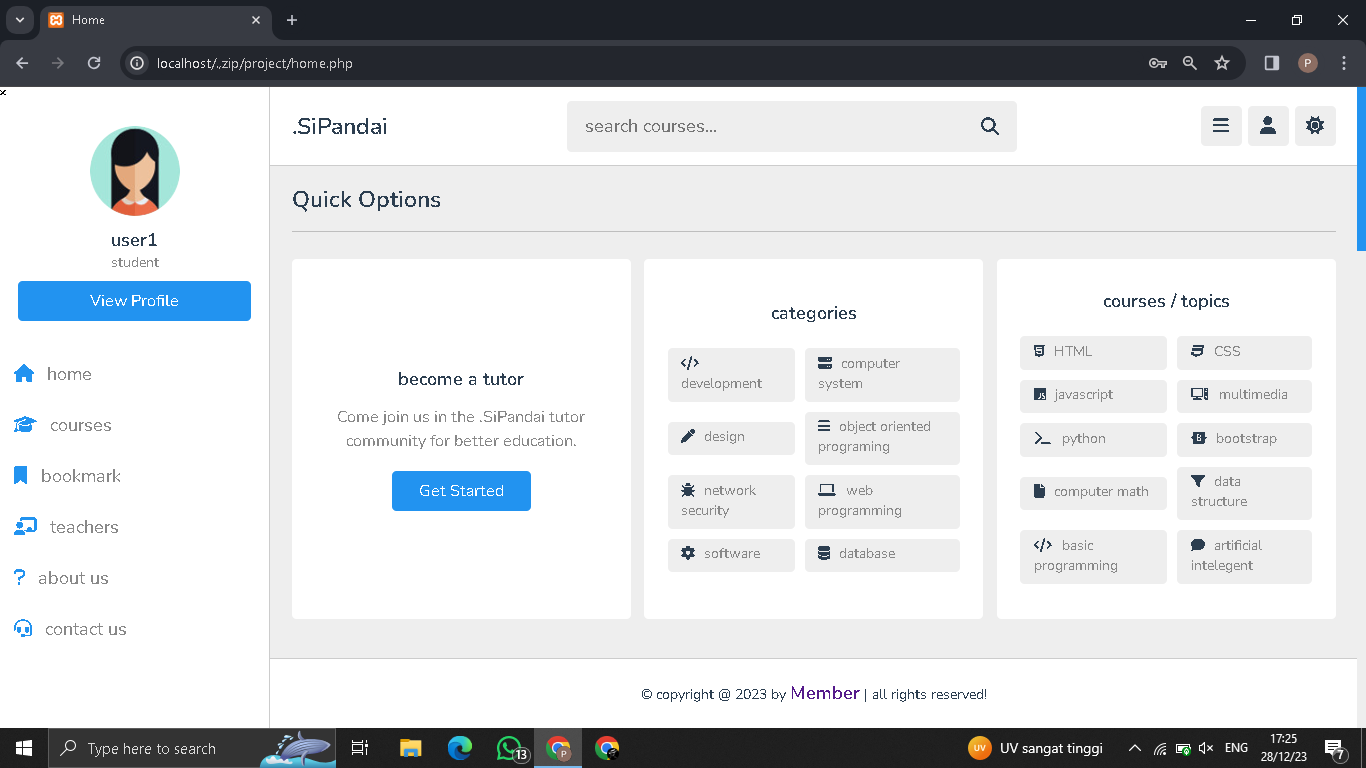 Home
localhost/.,zip/project/home.php
P
×
.SiPandai
search courses...
user1
student
View Profile
home
courses
bookmark
teachers
? about us
contact us
Quick Options
become a tutor
Come join us in the .SiPandai tutor
community for better education.
Get Started
categories
development
computer
system
design
object oriented
programing
network
security
web
programming
software
database
courses / topics
HTML
CSS
JS javascript
multimedia
python
B bootstrap
computer math
data
structure
basic
programming
artificial
intelegent
© copyright @ 2023 by Member | all rights reserved!
Type here to search
13
P
UV
UV sangat tinggi
ENG
17:25
28/12/23
7